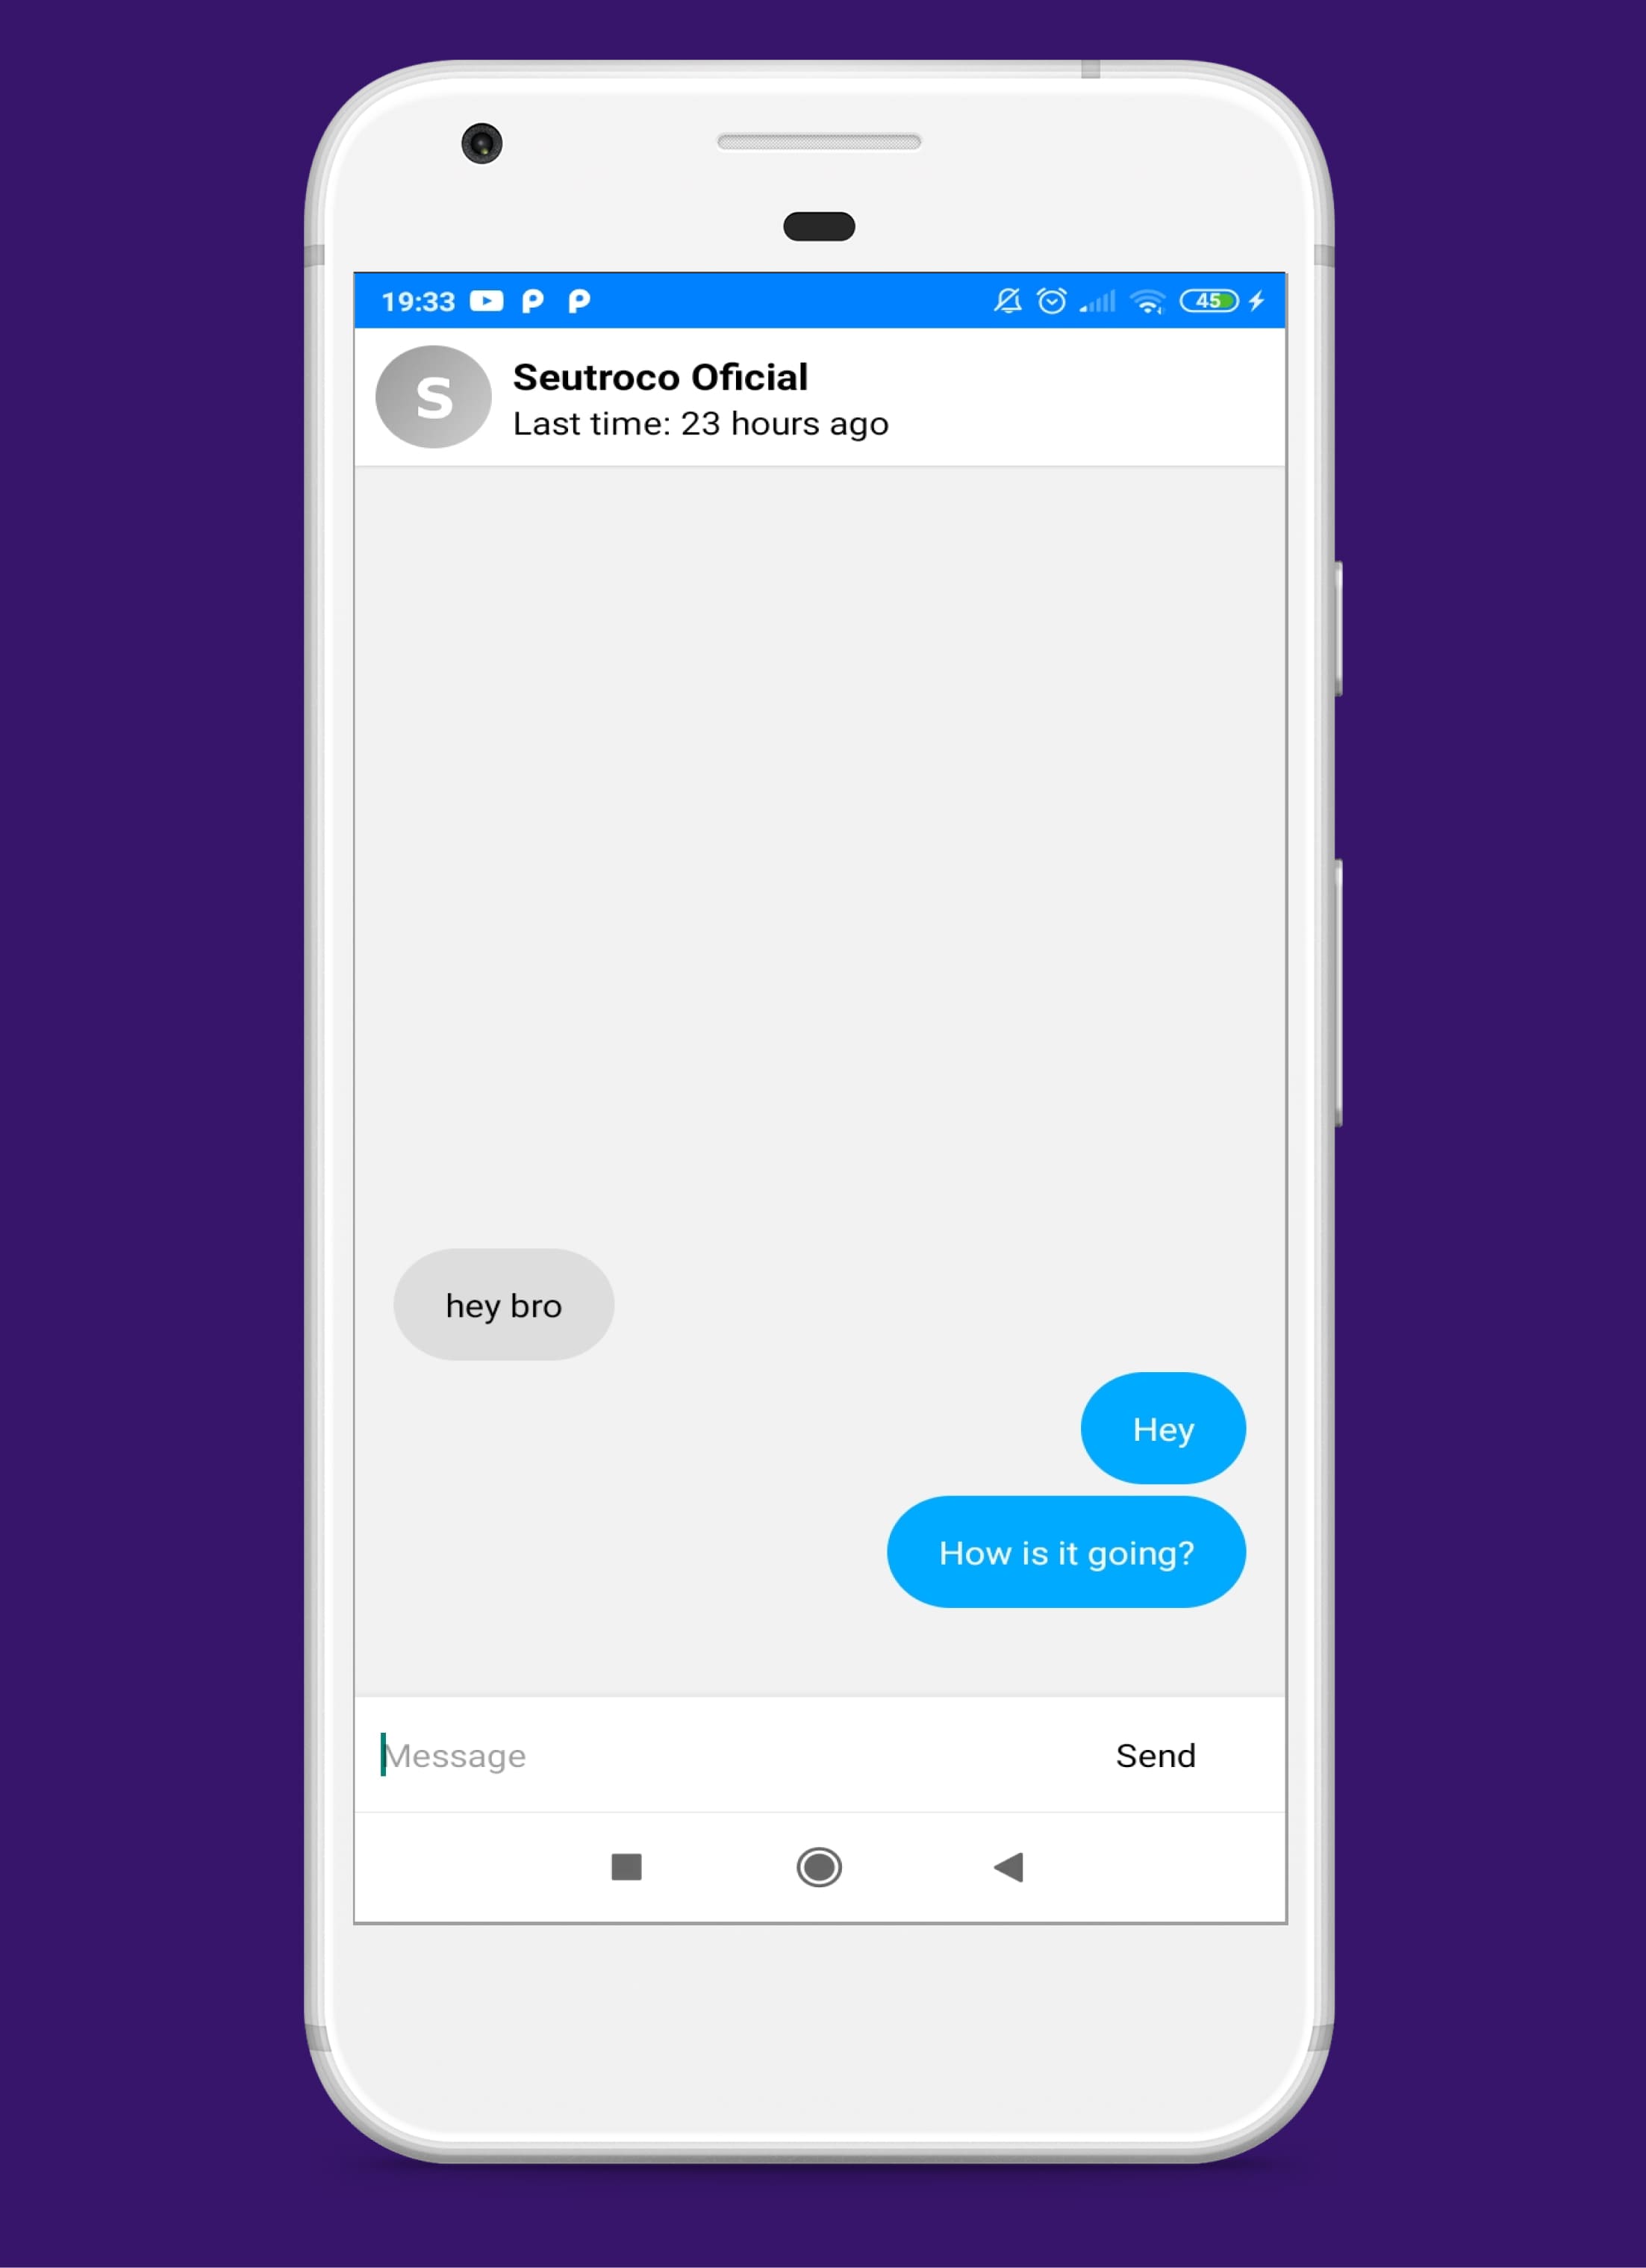 19:33
45
S
Seutroco Oficial
Last time: 23 hours ago
hey bro
Hey
How is it going?
Message
Send